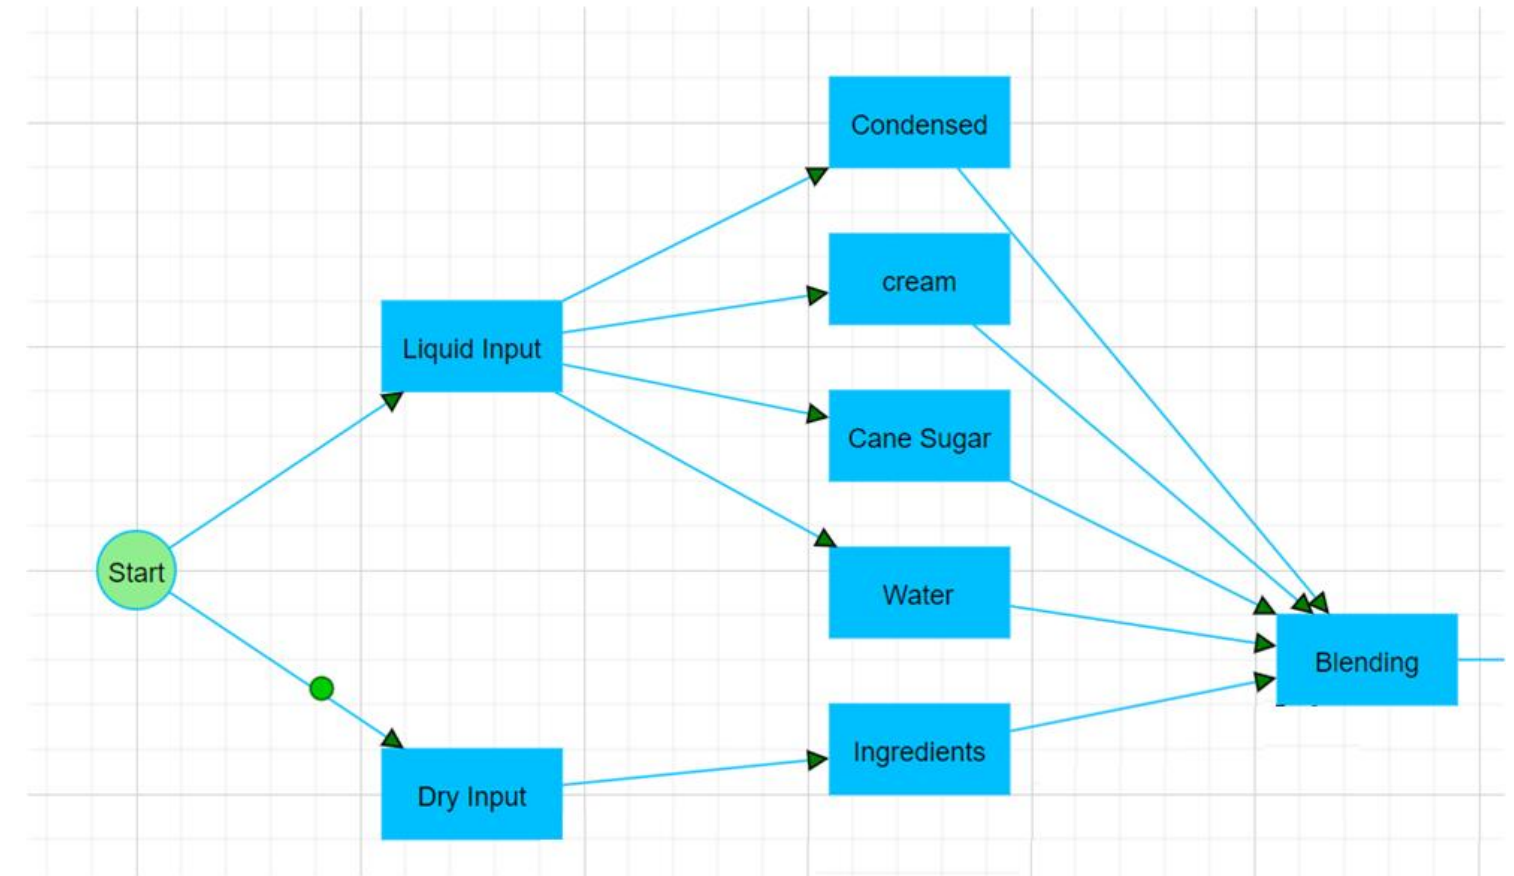 Condensed
cream
Liquid Input
Cane Sugar
Start
Water
Blending
Ingredients
Dry Input